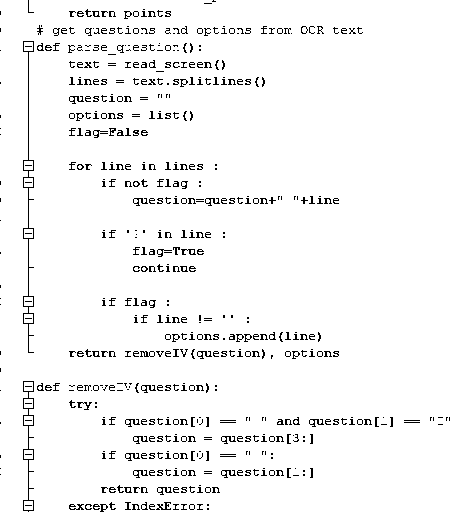 return points
# get questions and options from OCR text
def parse_question():
text = read_screen()
lines = text.splitlines()
question = ""
options = list()
flag=False
for line in lines :
if not flag :
question=question+" "+line
if in line :
flag=True
continue
if flag :
if line != '' :
options.append(line)
return removeIV(question), options
def removeIV(question):
try:
if question[0] == " " and question[1] == "I"
question = question[3:]
if question[0] == " ":
question = question[1:]
return question
except IndexError: